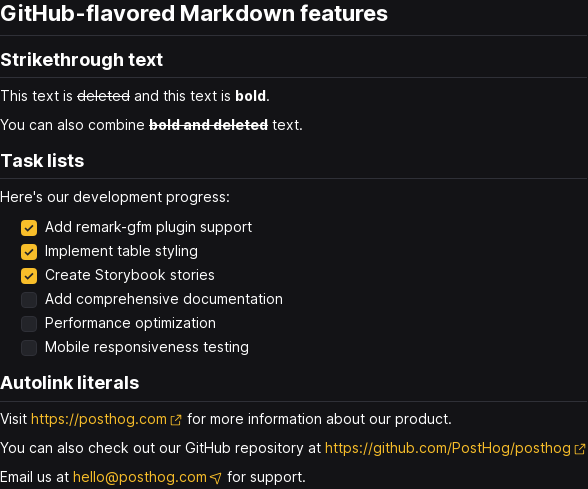 GitHub-flavored Markdown features
Strikethrough text
This text is deleted and this text is bold.
You can also combine bold and deleted text.
Task lists
Here's our development progress:
Add remark-gfm plugin support
Implement table styling
Create Storybook stories
Add comprehensive documentation
Performance optimization
Mobile responsiveness testing
Autolink literals
Visit https://posthog.com for more information about our product.
You can also check out our GitHub repository at https://github.com/PostHog/posthog
Email us at hello@posthog.com for support.